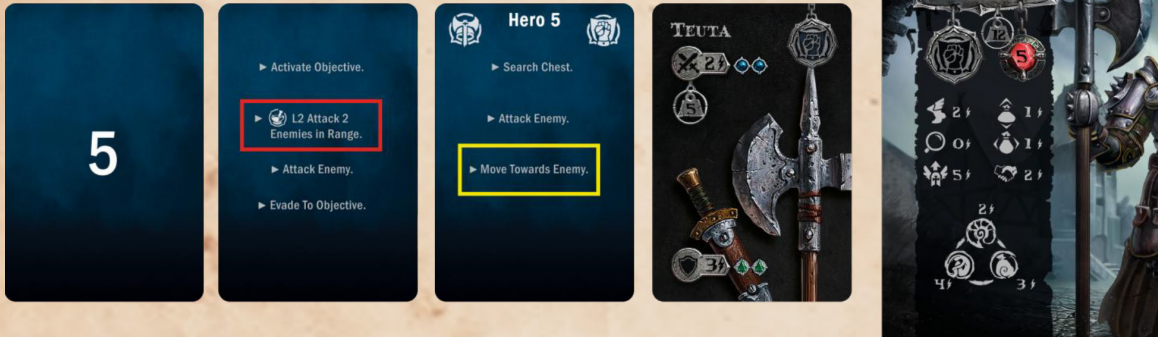 5
► Activate Objective.
► L2 Attack 2
Enemies in Range.
► Attack Enemy.
► Evade To Objective.
Hero 5
► Search Chest.
► Attack Enemy.
► Move Towards Enemy.
TEUTA
2
5
3
12
5
2 1
0 1
5 2
2
4 3